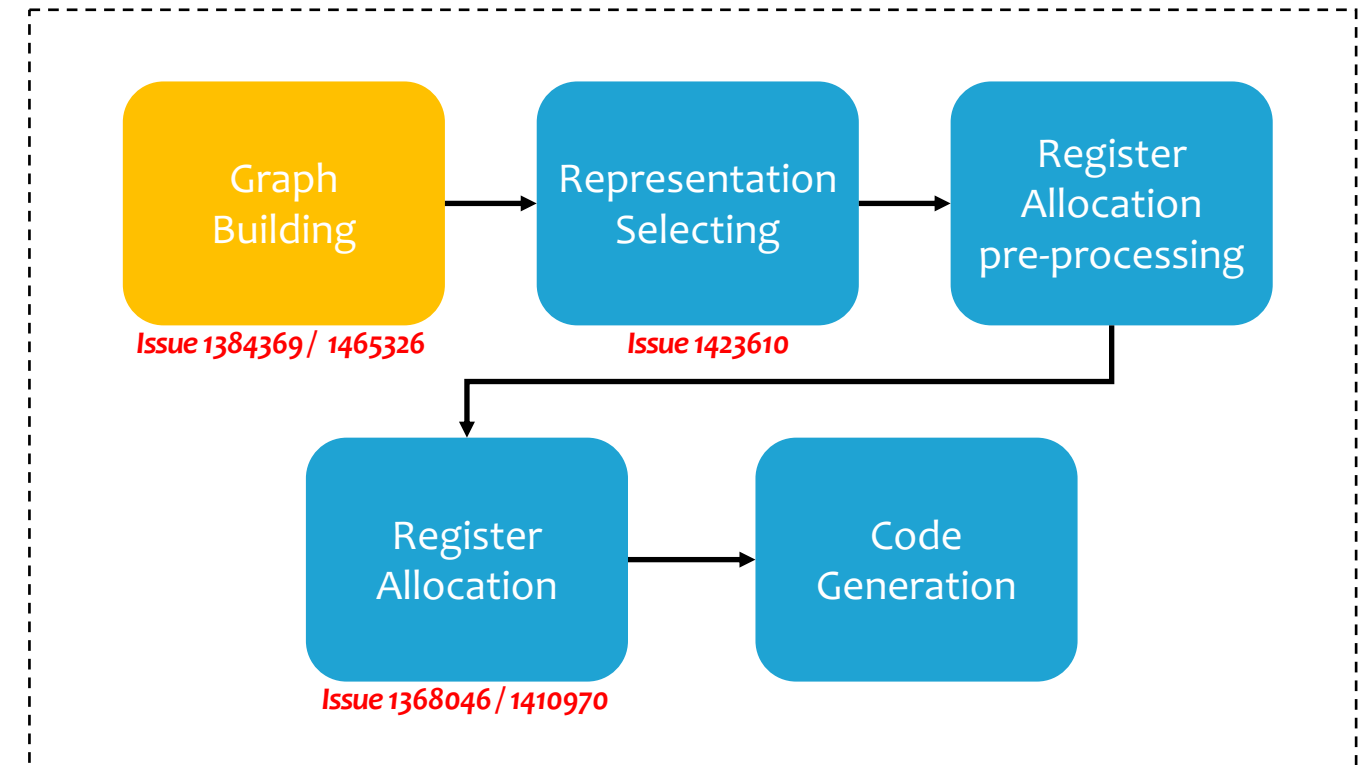 Graph
Building
Issue 1384369 / 1465326
Representation
Selecting
Issue 1423610
Register
Allocation
pre-processing
Register
Allocation
Issue 1368046 / 1410970
Code
Generation